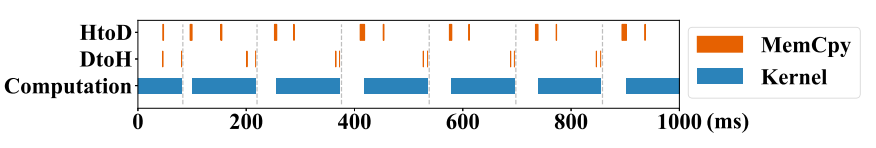 HtoD
DtoH
Computation
0 200 400 600 800 1000 (ms)
MemCpy
Kernel